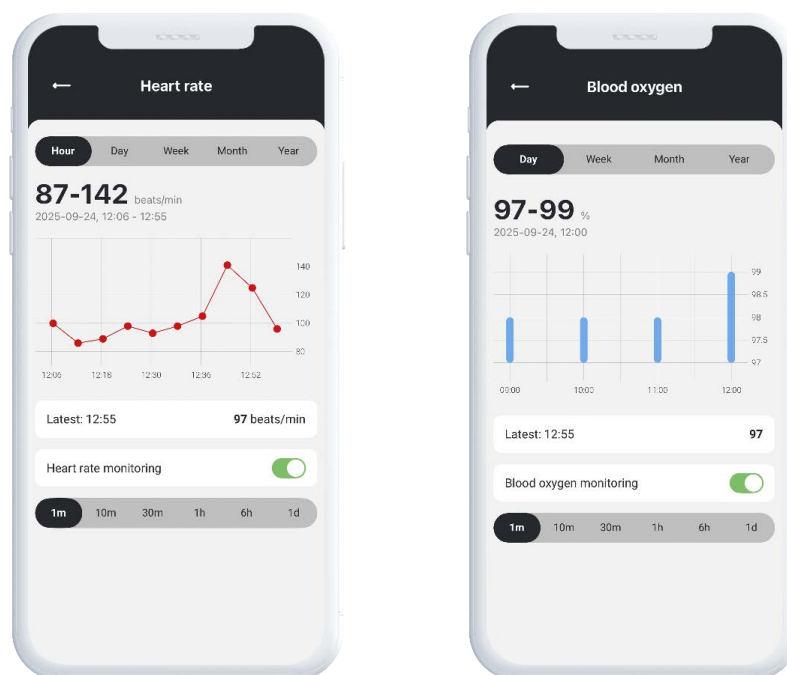 Heart rate
Hour Day Week Month Year
87-142 beats/min
2025-09-24, 12:06 - 12:55
140
120
100
80
12:06 12:18 12:30 12:36 12:52
Latest: 12:55 97 beats/min
Heart rate monitoring
1m 10m 30m 1h 6h 1d
Blood oxygen
Day Week Month Year
97-99 %
2025-09-24, 12:00
99
98.5
98
97.5
97
09:00 10:00 11:00 12:00
Latest: 12:55 97
Blood oxygen monitoring
1m 10m 30m 1h 6h 1d